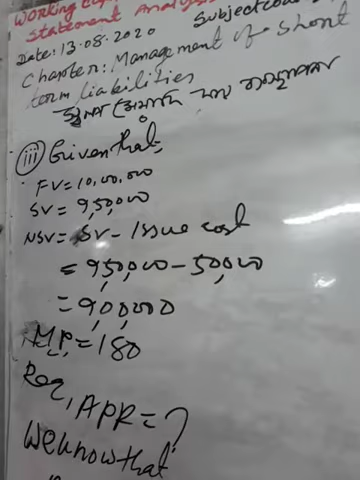 Working Cap
Statement Analysis
Date: 13.08.2020 Subject
Chapter: Management of short
term liabilities
(iii) Given that,
FV = 10,00,000
SV = 9,50,000
NSV = SV - Issue cost
= 9,50,000 - 50,000
= 9,00,000
M.P. = 180
Req, APR = ?
We know that